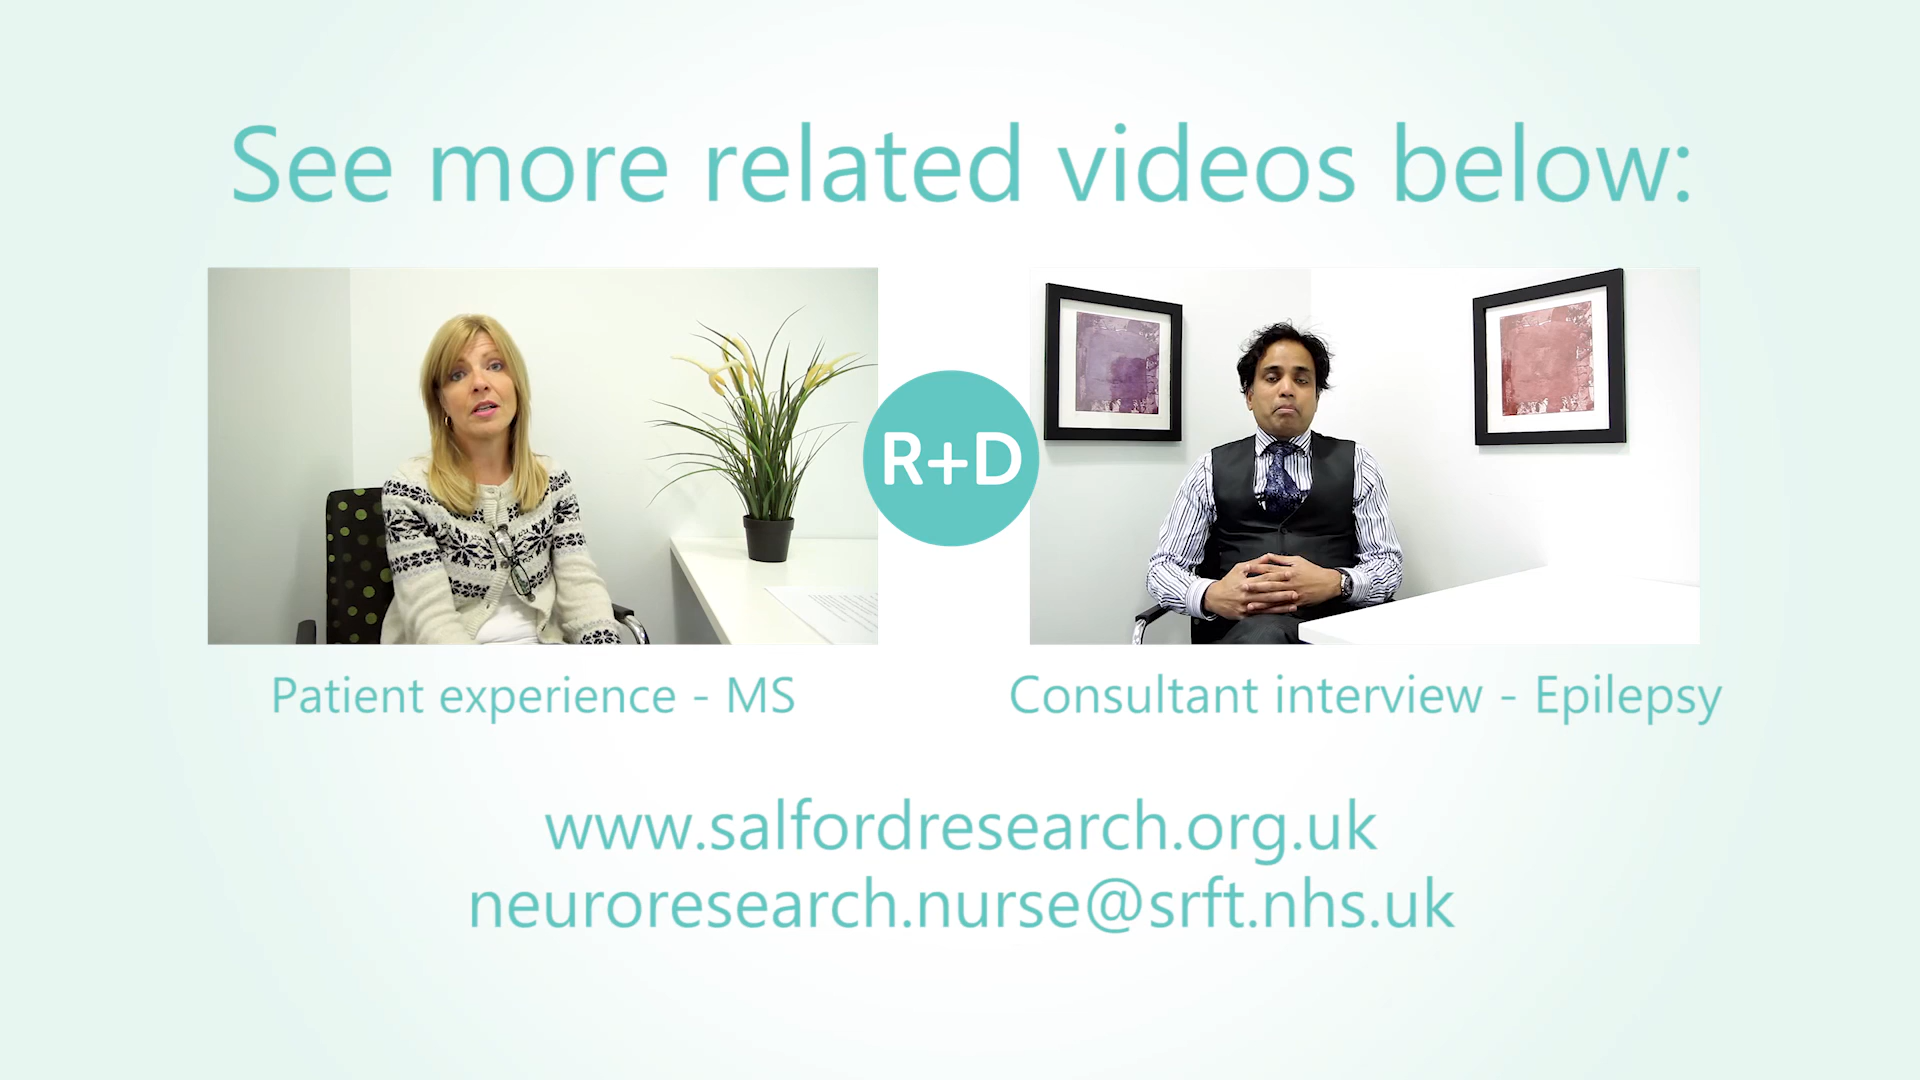 See more related videos below:
R+D
Patient experience - MS
Consultant interview - Epilepsy
www.salfordresearch.org.uk
neuroresearch.nurse@srft.nhs.uk